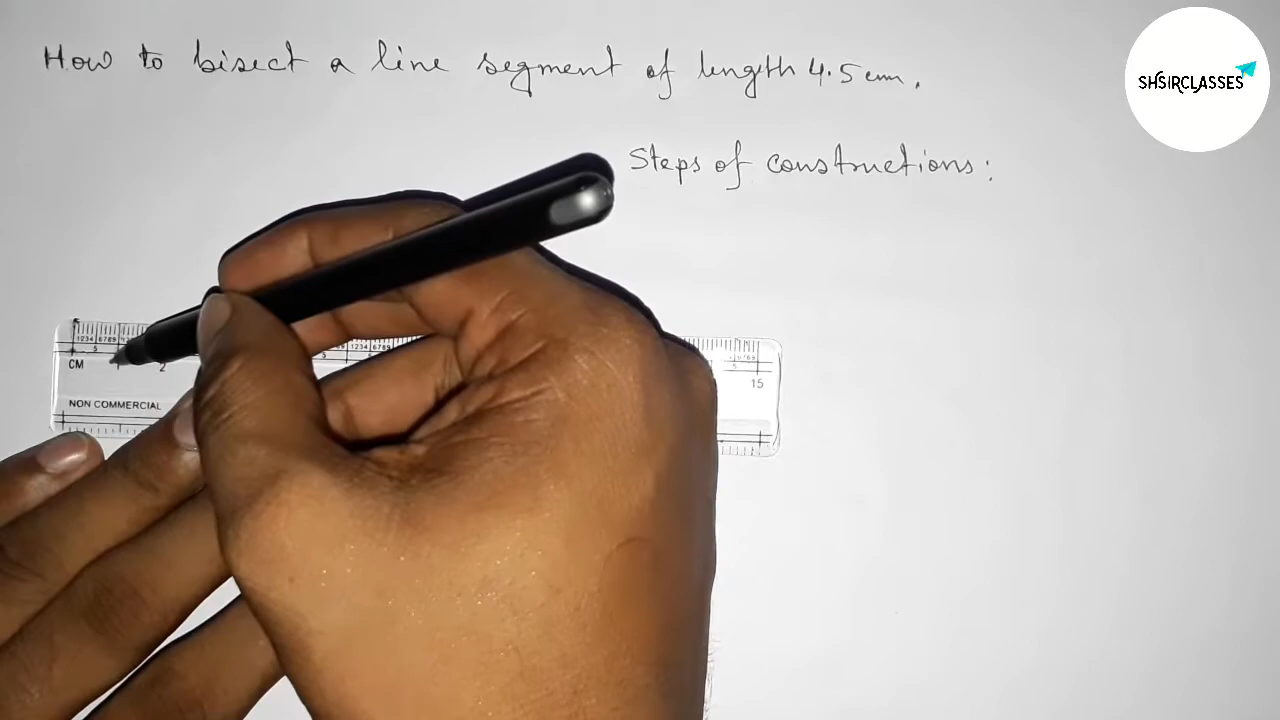 How to bisect a line segment of length 4.5 cm.
SHSIRCLASSES
Steps of constructions:
CM 1 2 15
NON COMMERCIAL